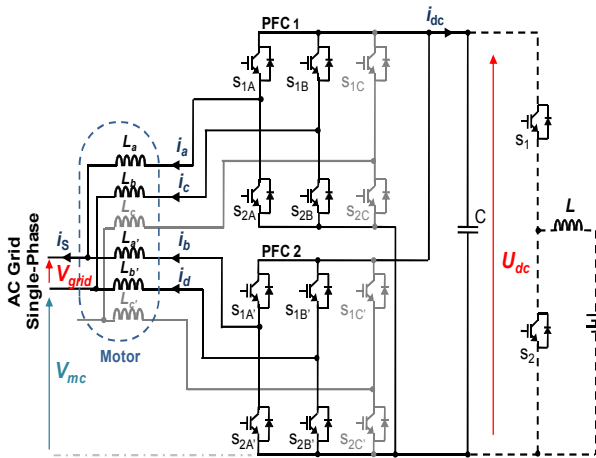 PFC 1
i_dc
S_1A
S_1B
S_1C
S_1
L_a
i_a
L_b
i_c
L_c
S_2A
S_2B
S_2C
C
L
AC Grid
Single-Phase
i_S
V_grid
L_a'
i_b
PFC 2
U_dc
L_b'
i_d
L_c'
S_1A'
S_1B'
S_1C'
S_2
Motor
V_mc
S_2A'
S_2B'
S_2C'